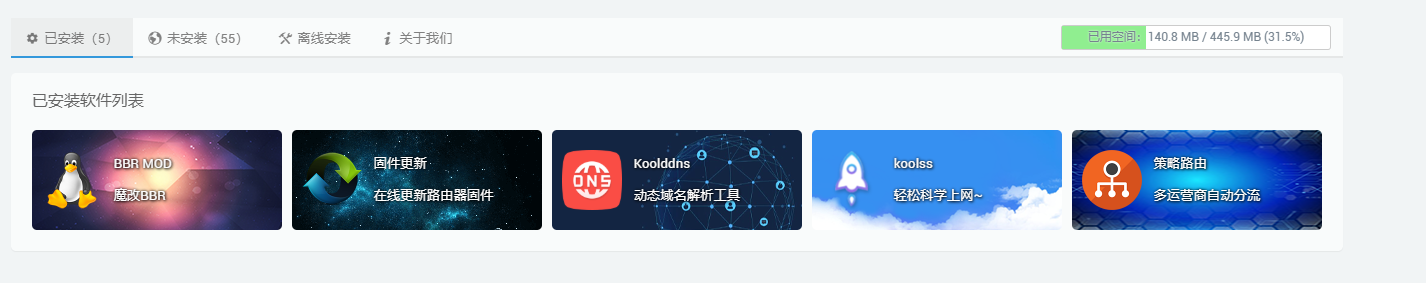 已安装（5）
未安装（55）
离线安装
关于我们
已用空间：140.8 MB / 445.9 MB (31.5%)
已安装软件列表
BBR MOD
魔改BBR
固件更新
在线更新路由器固件
DNS
Koolddns
动态域名解析工具
koolss
轻松科学上网~
策略路由
多运营商自动分流